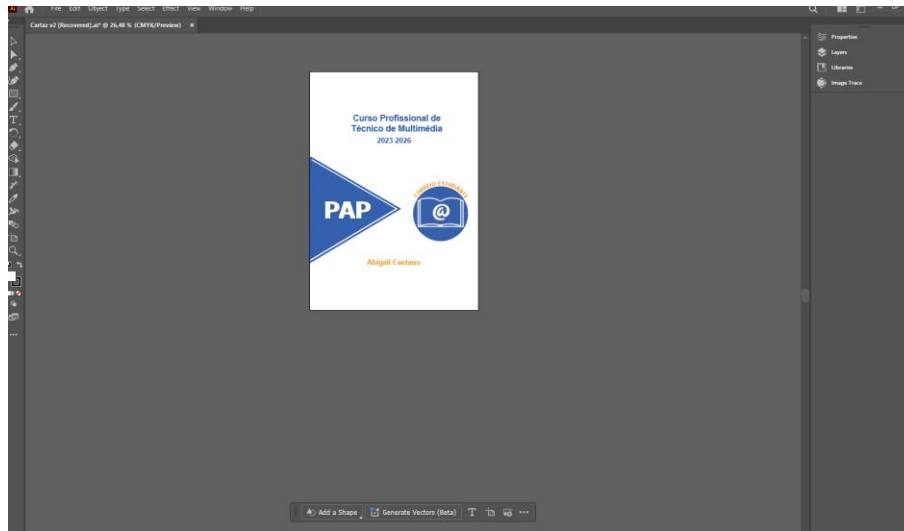 File Edit Object Type Select Effect View Window Help
Cartaz v2 (Recovered).ai* @ 26,48 % (CMYK/Preview)
Properties
Layers
Libraries
Image Trace
Curso Profissional de
Técnico de Multimédia
2023-2026
CORREIO ESTUDANTE
PAP
@
Abigail Caetano
Add a Shape Generate Vectors (Beta)